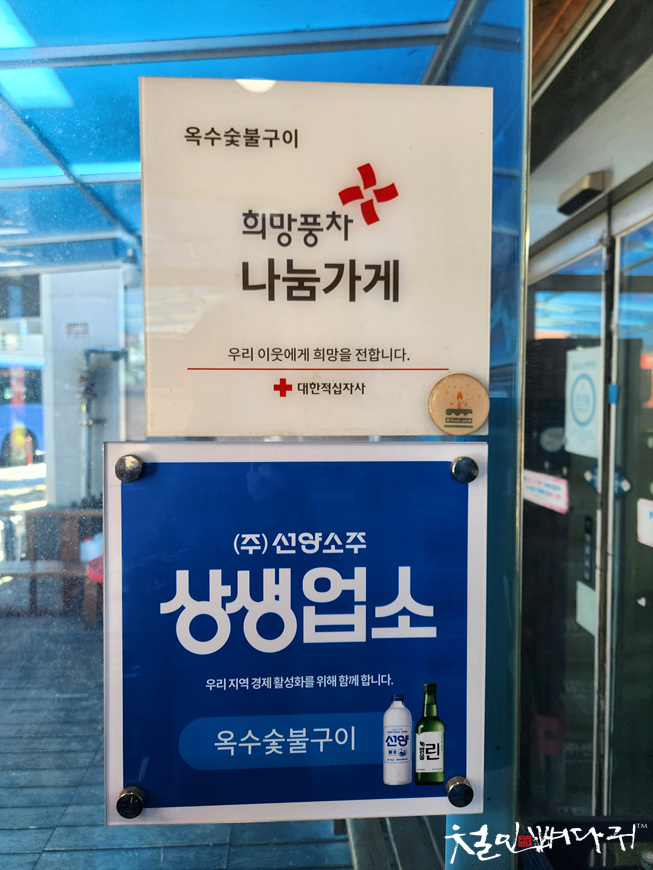 옥수숯불구이
희망풍차
나눔가게
우리 이웃에게 희망을 전합니다.
대한적십자사
(주)선양소주
상생업소
우리 지역 경제 활성화를 위해 함께 합니다.
옥수숯불구이
선양
린